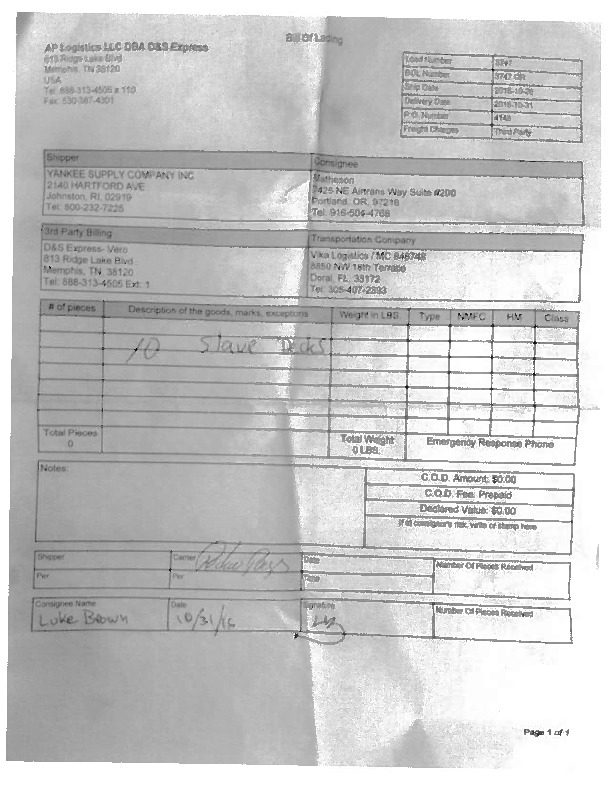 Bill Of Lading
AP Logistics LLC DBA D&S Express
813 Ridge Lake Blvd
Memphis, TN 38120
USA
Tel: 888-313-4505 x 110
Fax: 530-387-4301
Load Number 3747
BOL Number 3747 OR
Ship Date 2016-10-26
Delivery Date 2016-10-31
P.O. Number 4148
Freight Charges Third Party
Shipper
YANKEE SUPPLY COMPANY INC
2140 HARTFORD AVE
Johnston, RI, 02919
Tel: 800-232-7225
Consignee
Matheson
7425 NE Airtrans Way Suite #200
Portland, OR, 97218
Tel: 916-504-4768
3rd Party Billing
D&S Express- Vero
813 Ridge Lake Blvd
Memphis, TN 38120
Tel: 888-313-4505 Ext: 1
Transportation Company
Vika Logistics / MC 848748
8850 NW 18th Terrace
Doral, FL, 33172
Tel: 305-407-2393
# of pieces Description of the goods, marks, exceptions Weight in LBS. Type NMFC HM Class
10 Slave Decks
Total Pieces
0
Total Weight
0 LBS.
Emergency Response Phone
Notes:
C.O.D. Amount: $0.00
C.O.D. Fee: Prepaid
Declared Value: $0.00
If at consignee's risk, write or stamp here
Shipper Carrier Date Number Of Pieces Received
Per Per Time
Consignee Name Date Signature Number Of Pieces Received
Luke Brown 10/31/16
Page 1 of 1